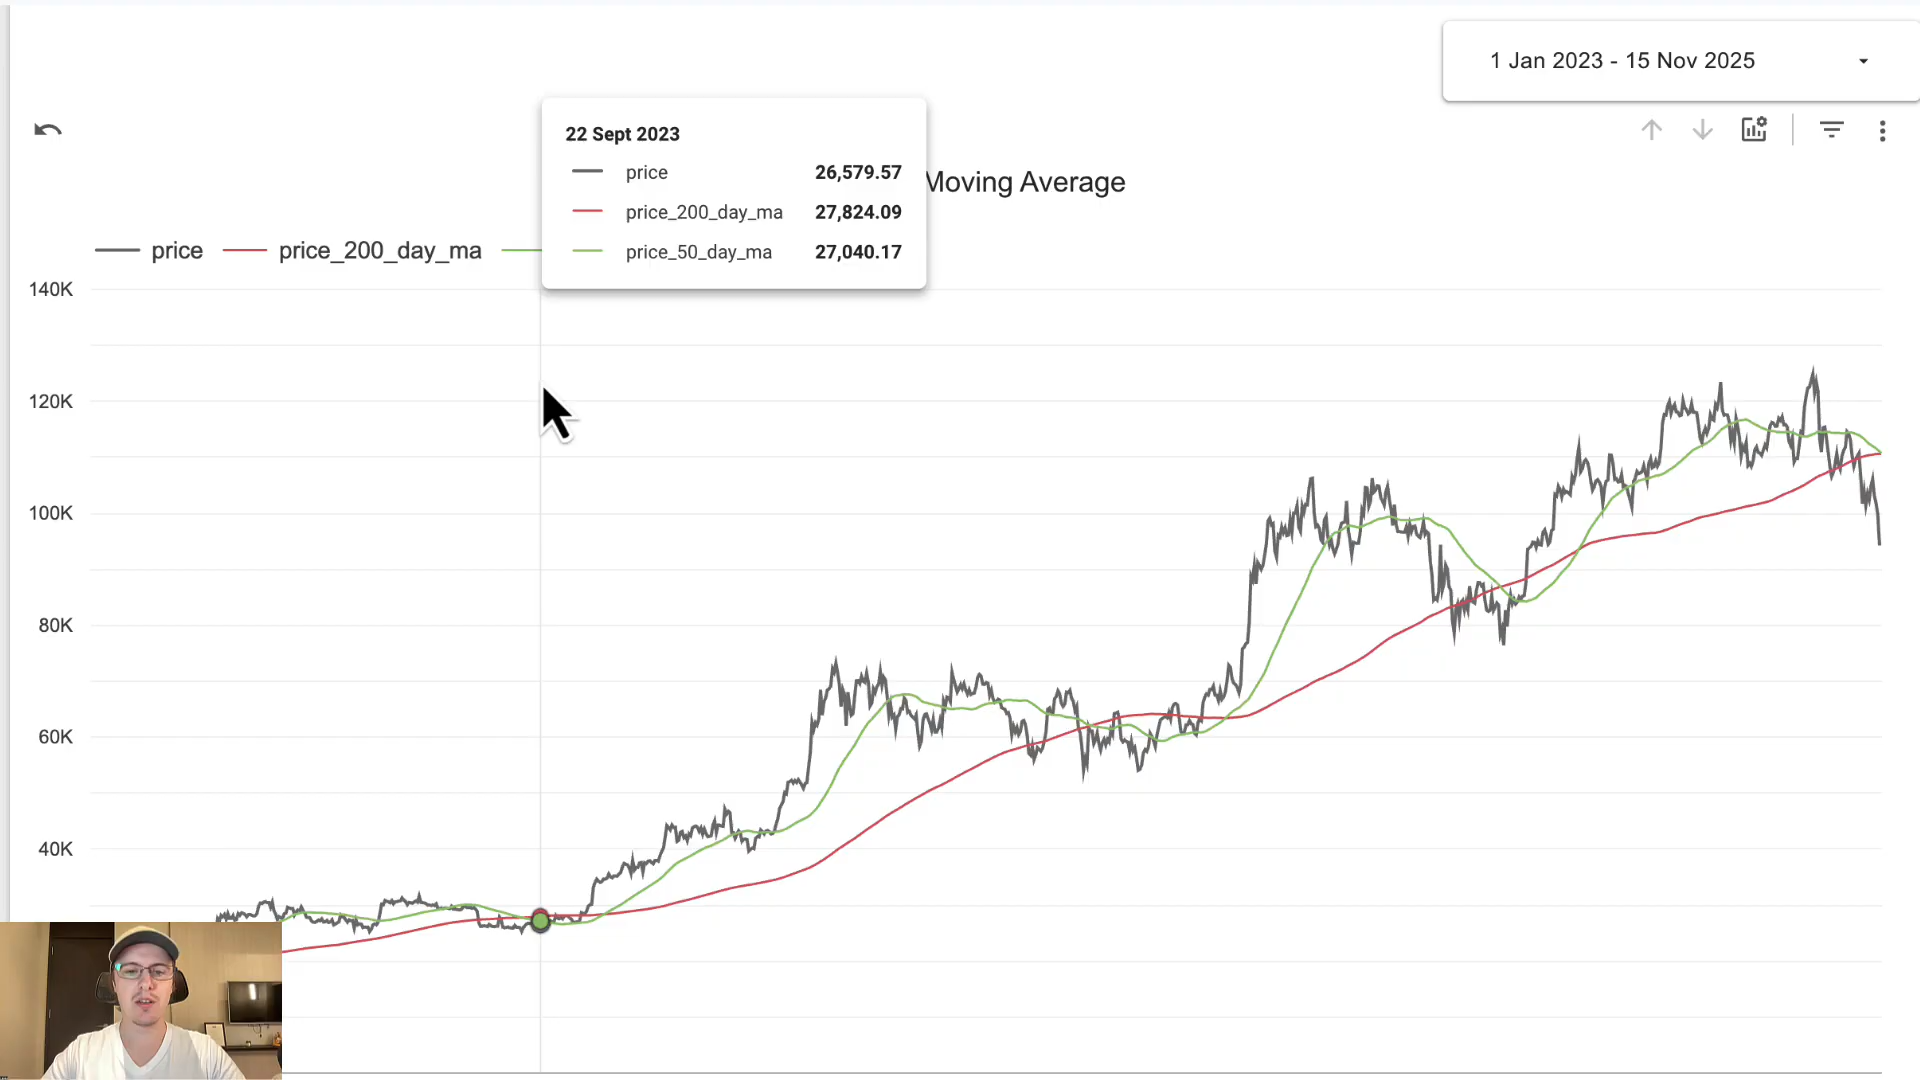 1 Jan 2023 - 15 Nov 2025
22 Sept 2023
price 26,579.57
price_200_day_ma 27,824.09
price_50_day_ma 27,040.17
Moving Average
price price_200_day_ma
140K
120K
100K
80K
60K
40K